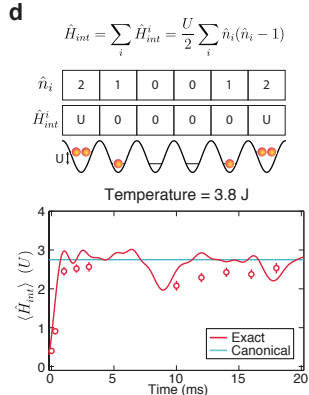 d
Ĥ_int = ∑_i Ĥ^i_int = U/2 ∑_i n̂_i(n̂_i − 1)
n̂_i 2 1 0 0 1 2
Ĥ^i_int U 0 0 0 0 U
U
Temperature = 3.8 J
⟨Ĥ_int⟩ (U)
4
3
2
1
0
Exact
Canonical
0 5 10 15 20
Time (ms)